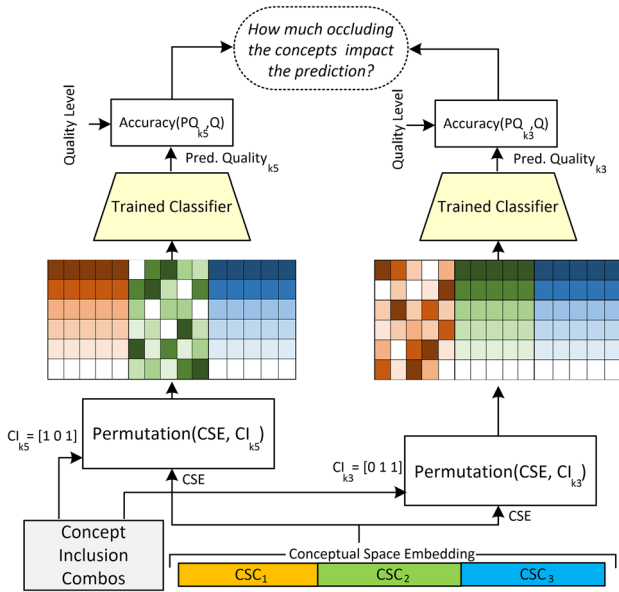 How much occluding
the concepts impact
the prediction?
Quality Level
Accuracy(PQk5,Q)
Quality Level
Accuracy(PQk3,Q)
Pred. Qualityk5
Pred. Qualityk3
Trained Classifier
Trained Classifier
CIk5= [1 0 1]
Permutation(CSE, CIk5)
CIk3= [0 1 1]
Permutation(CSE, CIk3)
CSE
CSE
Concept
Inclusion
Combos
Conceptual Space Embedding
CSC1
CSC2
CSC3